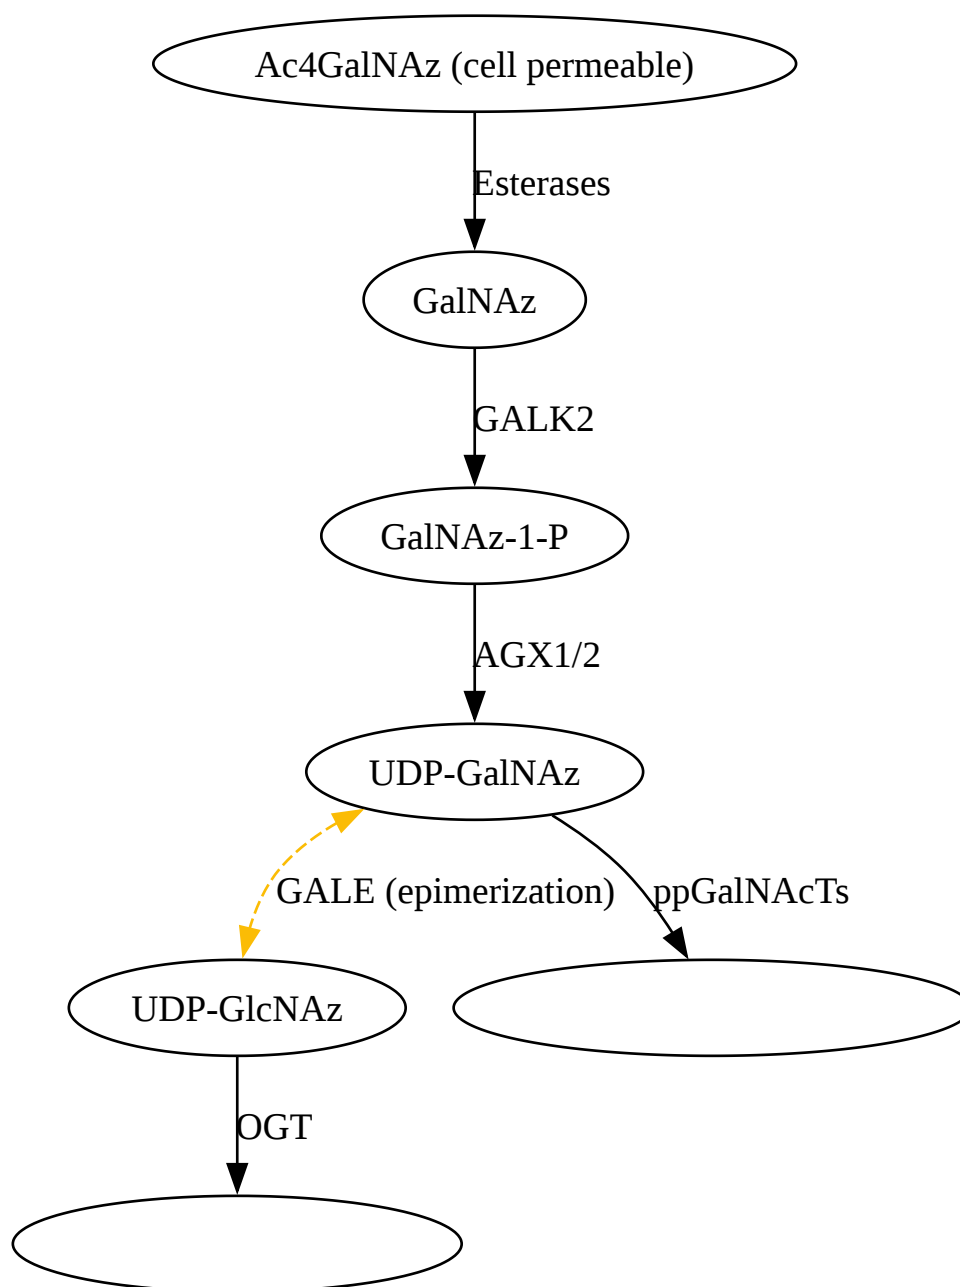 Ac4GalNAz (cell permeable)
Esterases
GalNAz
GALK2
GalNAz-1-P
AGX1/2
UDP-GalNAz
GALE (epimerization)
ppGalNAcTs
UDP-GlcNAz
OGT